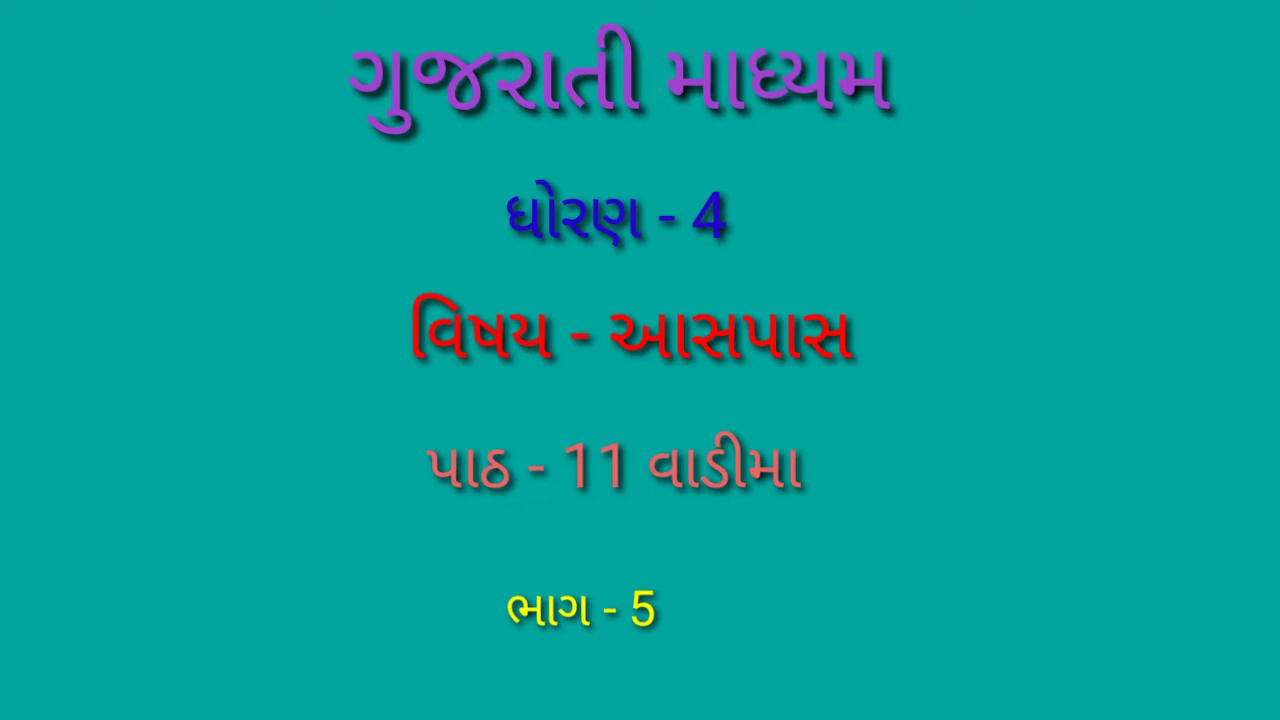 ગુજરાતી માધ્યમ
ધોરણ - 4
વિષય - આસપાસ
પાઠ - 11 વાડીમા
ભાગ - 5